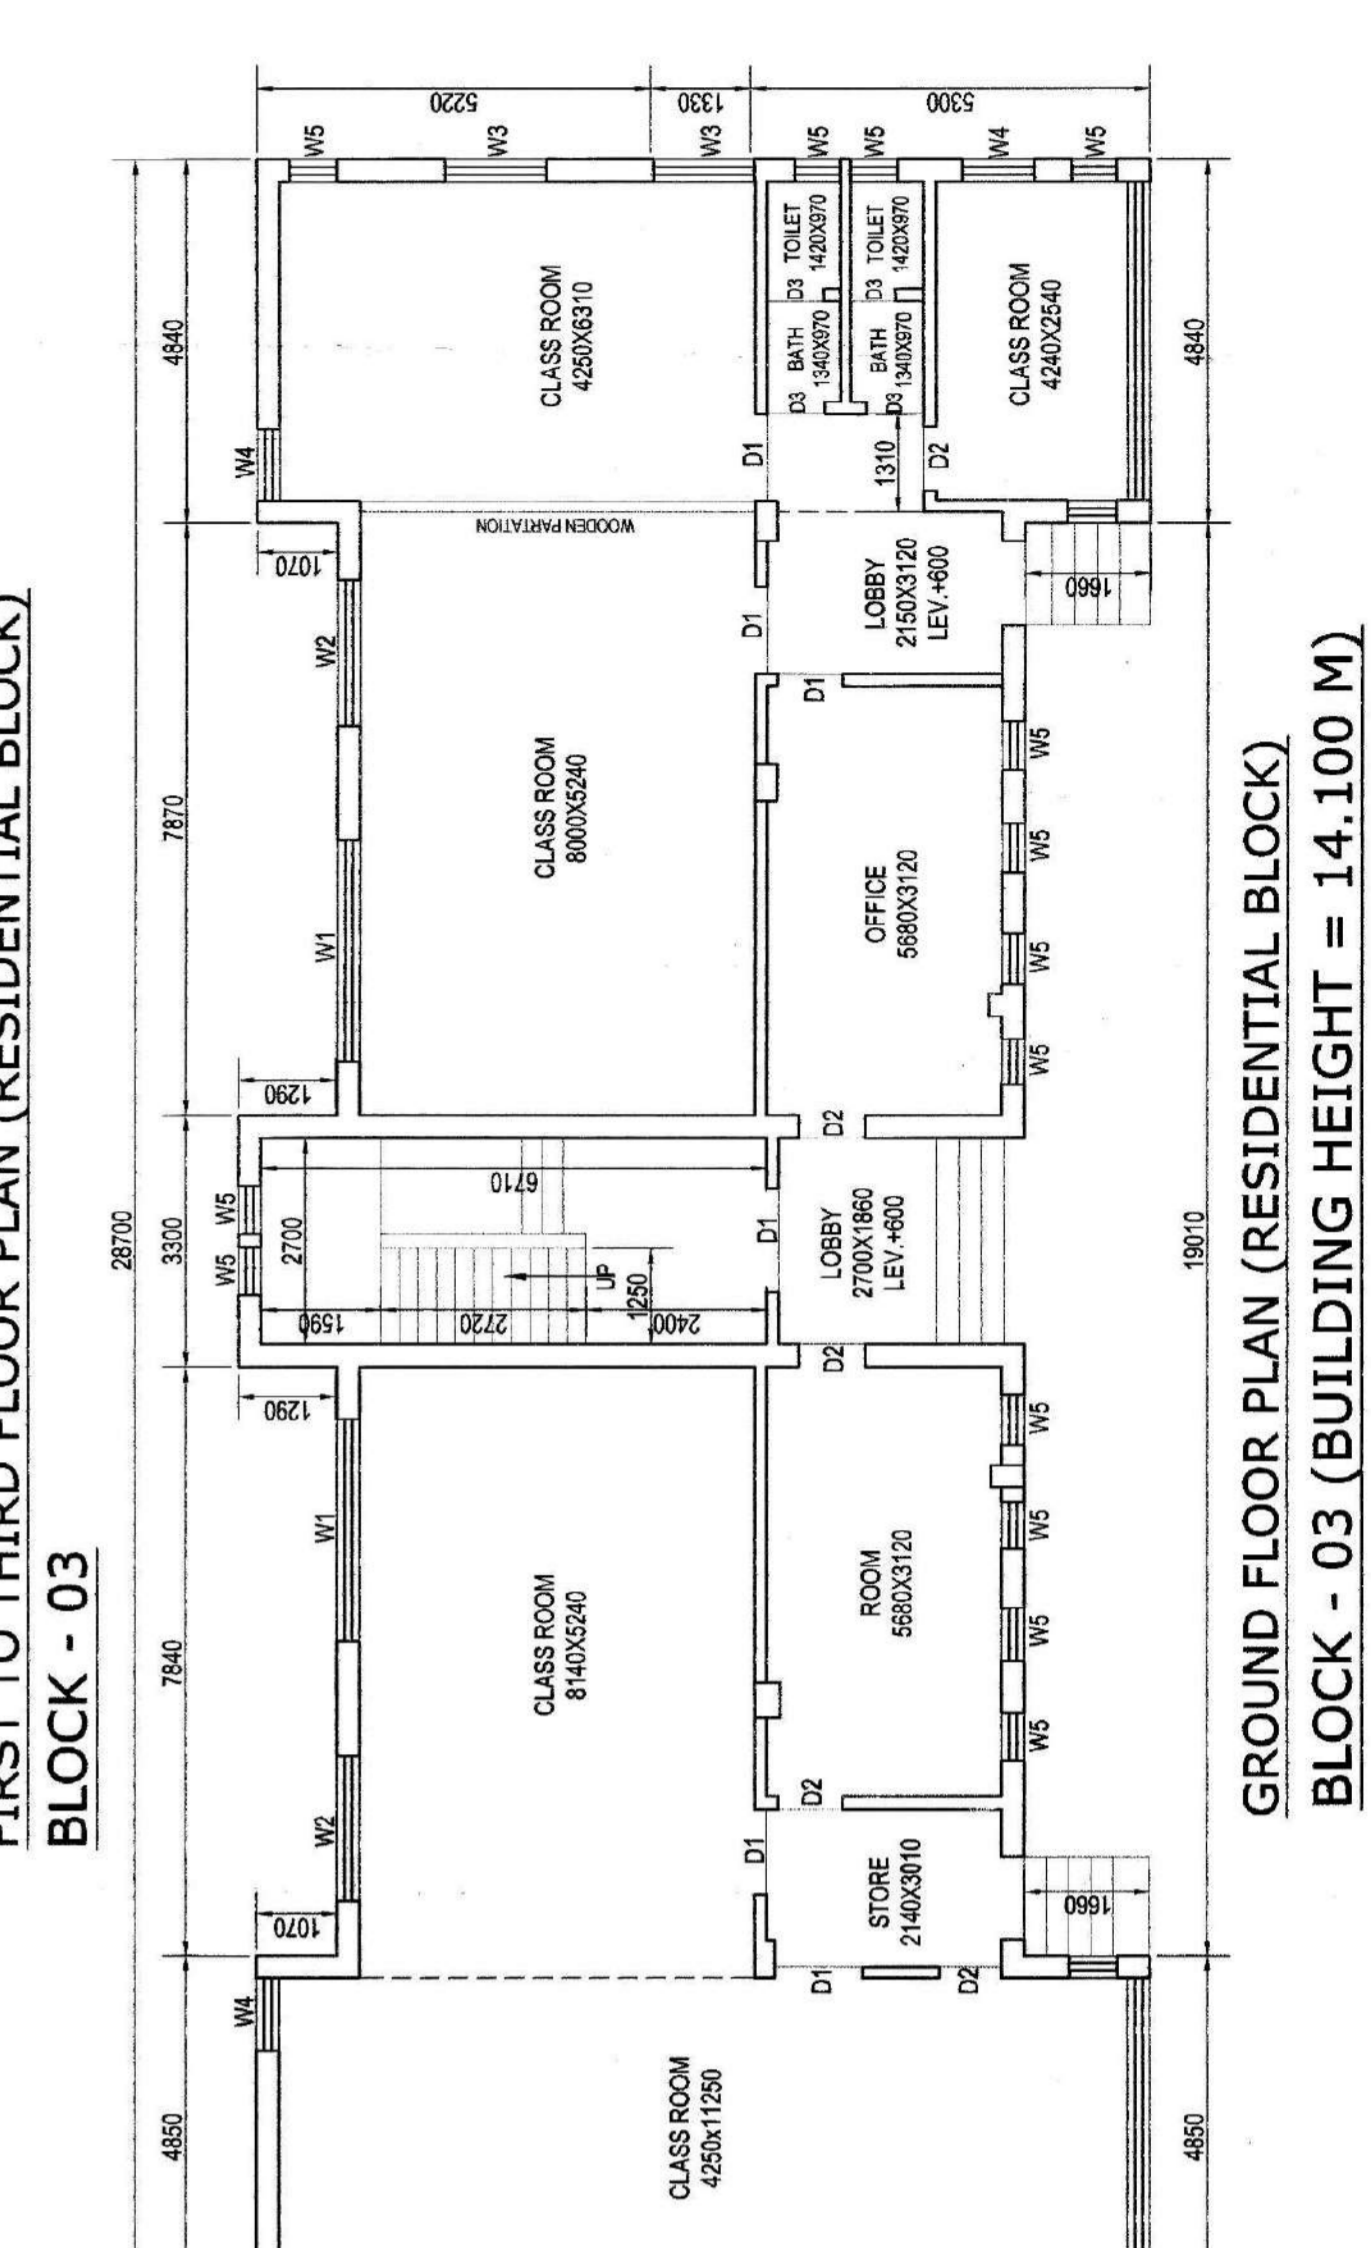 FIRST TO THIRD FLOOR PLAN (RESIDENTIAL BLOCK)
BLOCK - 03
28700
4850
7840
3300
7870
4840
W4
1070
W2
W1
1290
W5
W5
1290
W1
W2
1070
W4
5220
1330
5300
W5
W3
W3
W5
W5
W4
W5
CLASS ROOM
4250x11250
CLASS ROOM
8140X5240
2700
6710
1590
2720
2400
1250
UP
CLASS ROOM
8000X5240
WOODEN PARTATION
CLASS ROOM
4250X6310
D1
D1
D1
D1
D1
D2
STORE
2140X3010
D2
ROOM
5680X3120
D2
LOBBY
2700X1860
LEV.+600
D2
OFFICE
5680X3120
D1
LOBBY
2150X3120
LEV.+600
1310
D2
D3
BATH
1340X970
D3
TOILET
1420X970
D3
BATH
1340X970
D3
TOILET
1420X970
CLASS ROOM
4240X2540
W5
W5
W5
W5
W5
W5
W5
W5
1660
1660
4850
19010
4840
GROUND FLOOR PLAN (RESIDENTIAL BLOCK)
BLOCK - 03 (BUILDING HEIGHT = 14.100 M)